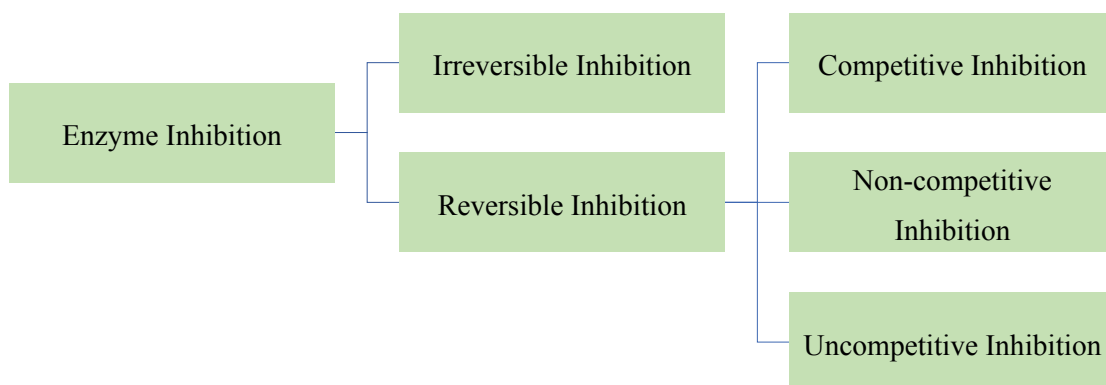 Enzyme Inhibition
Irreversible Inhibition
Reversible Inhibition
Competitive Inhibition
Non-competitive
Inhibition
Uncompetitive Inhibition